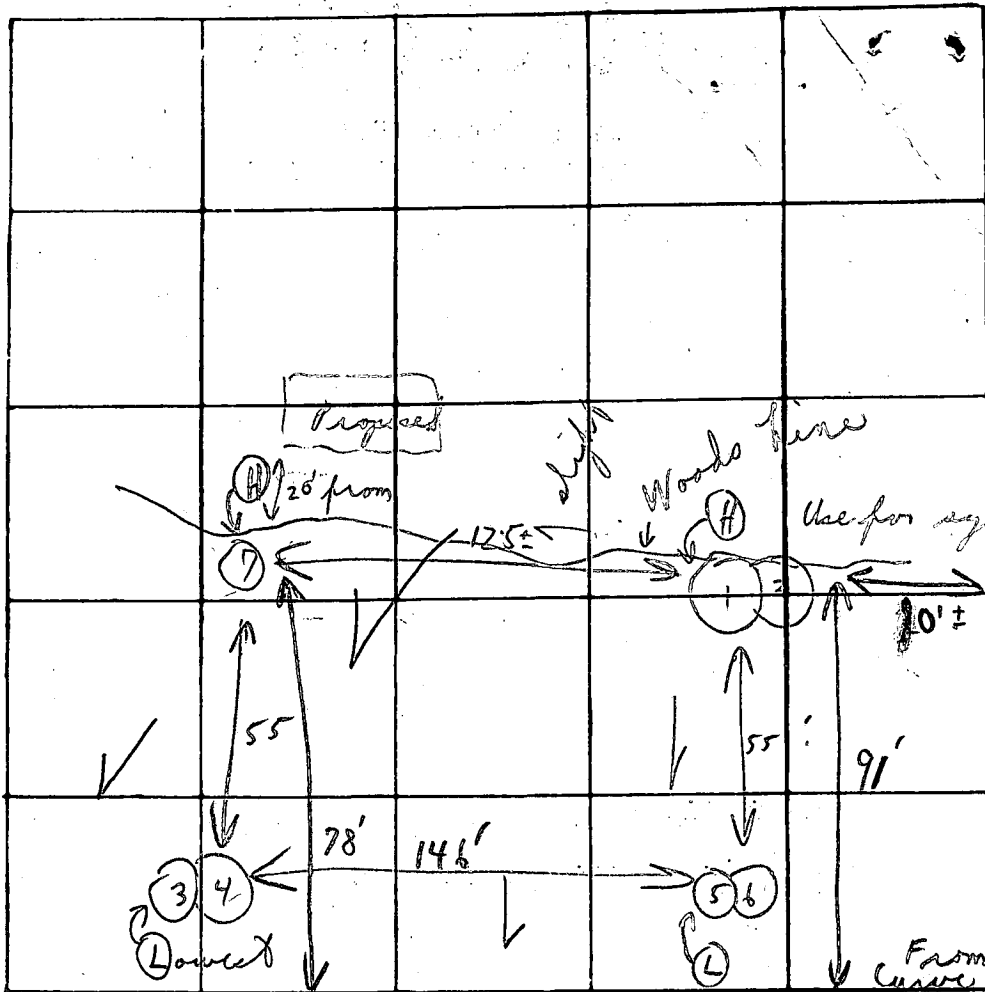 Proposed
Woods Line
H 20' from
H
Use for
125±
7
1
10'±
55
55'
91'
78'
146'
3 4
5 6
Lowest
L
From
Curve